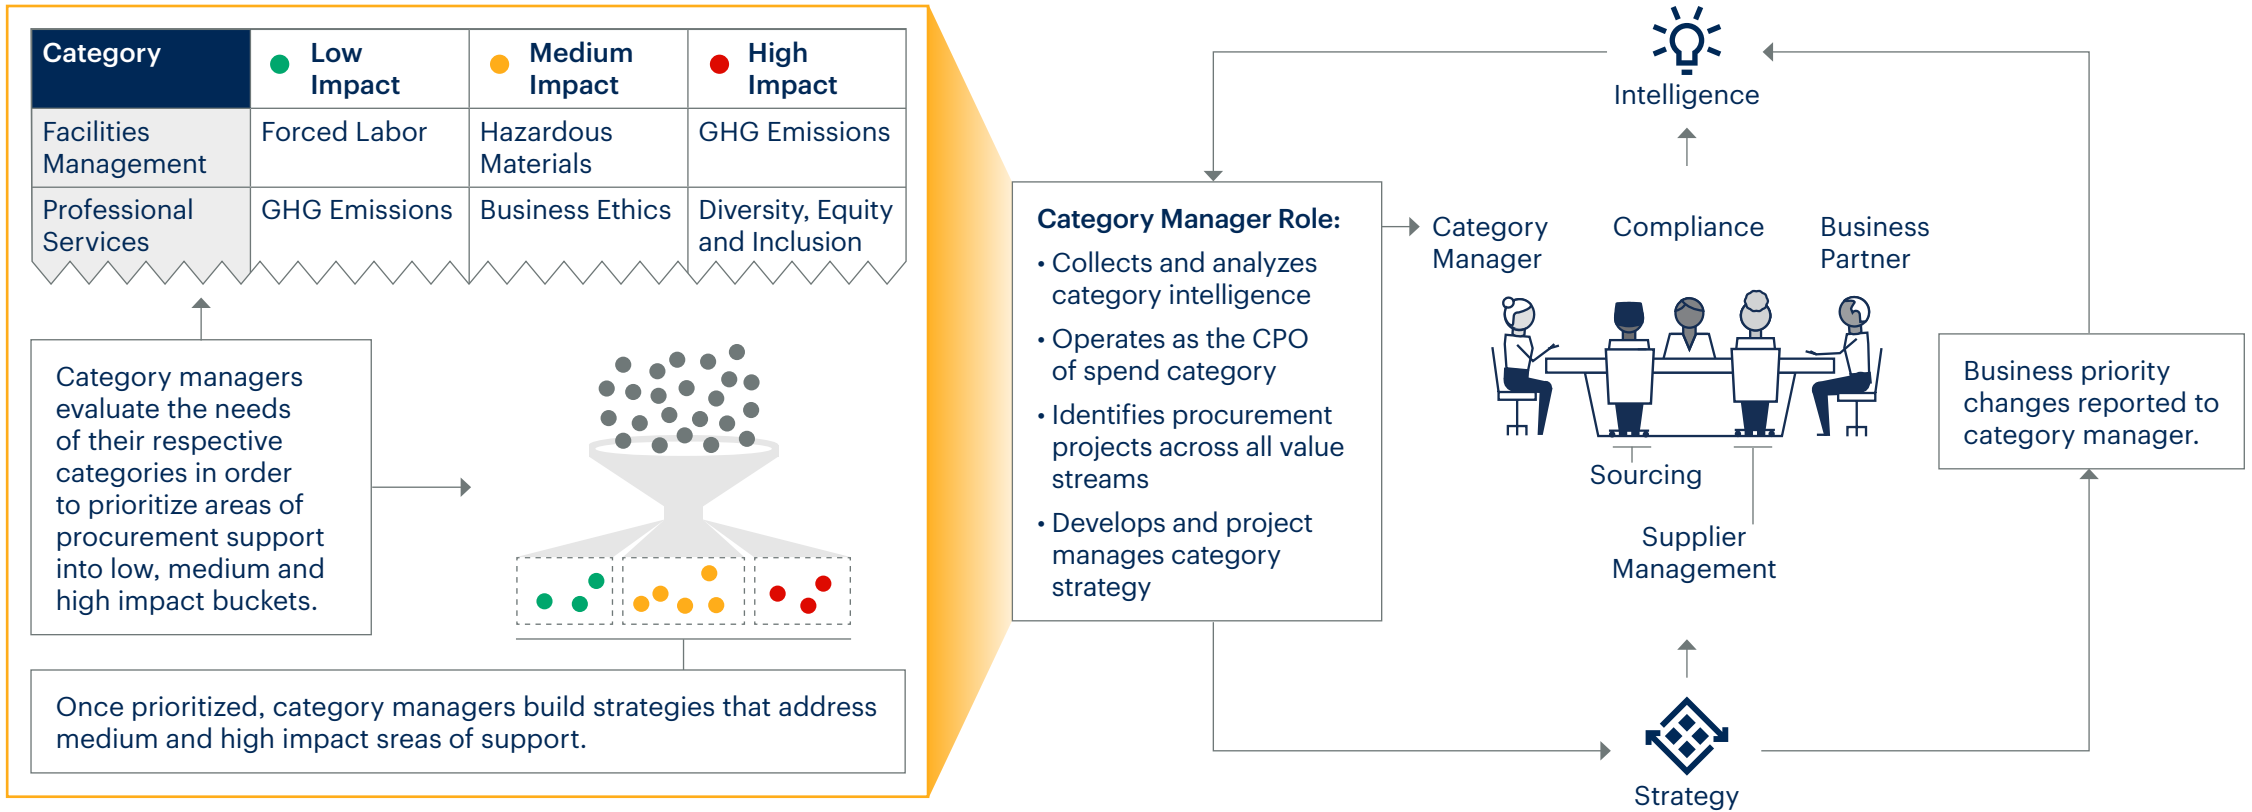 Category
Low
Impact
Medium
Impact
High
Impact
Facilities
Management
Forced Labor
Hazardous
Materials
GHG Emissions
Professional
Services
GHG Emissions
Business Ethics
Diversity, Equity
and Inclusion
Category managers
evaluate the needs
of their respective
categories in order
to prioritize areas of
procurement support
into low, medium and
high impact buckets.
Once prioritized, category managers build strategies that address
medium and high impact sreas of support.
Category Manager Role:
• Collects and analyzes
category intelligence
• Operates as the CPO
of spend category
• Identifies procurement
projects across all value
streams
• Develops and project
manages category
strategy
Intelligence
Category
Manager
Compliance
Business
Partner
Sourcing
Supplier
Management
Strategy
Business priority
changes reported to
category manager.